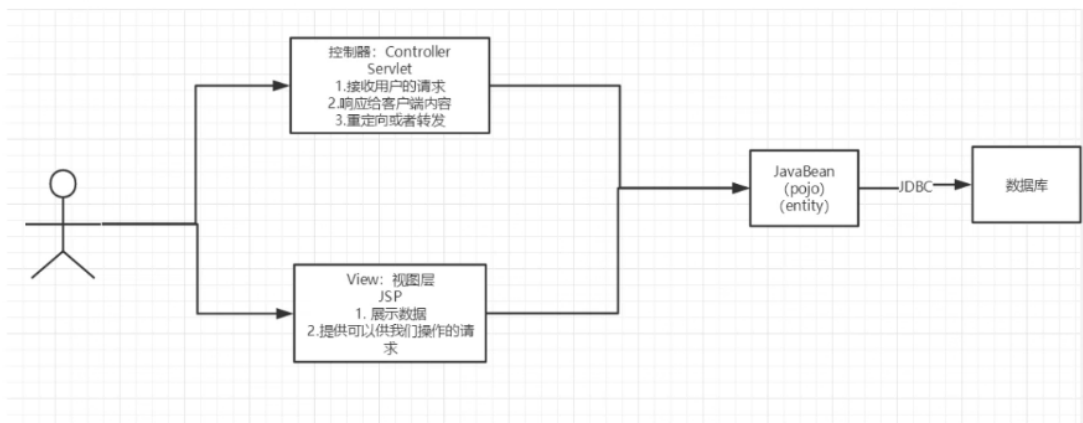 控制器：Controller
Servlet
1.接收用户的请求
2.响应给客户端内容
3.重定向或者转发
View：视图层
JSP
1. 展示数据
2.提供可以供我们操作的请
求
JavaBean
(pojo)
(entity)
JDBC
数据库